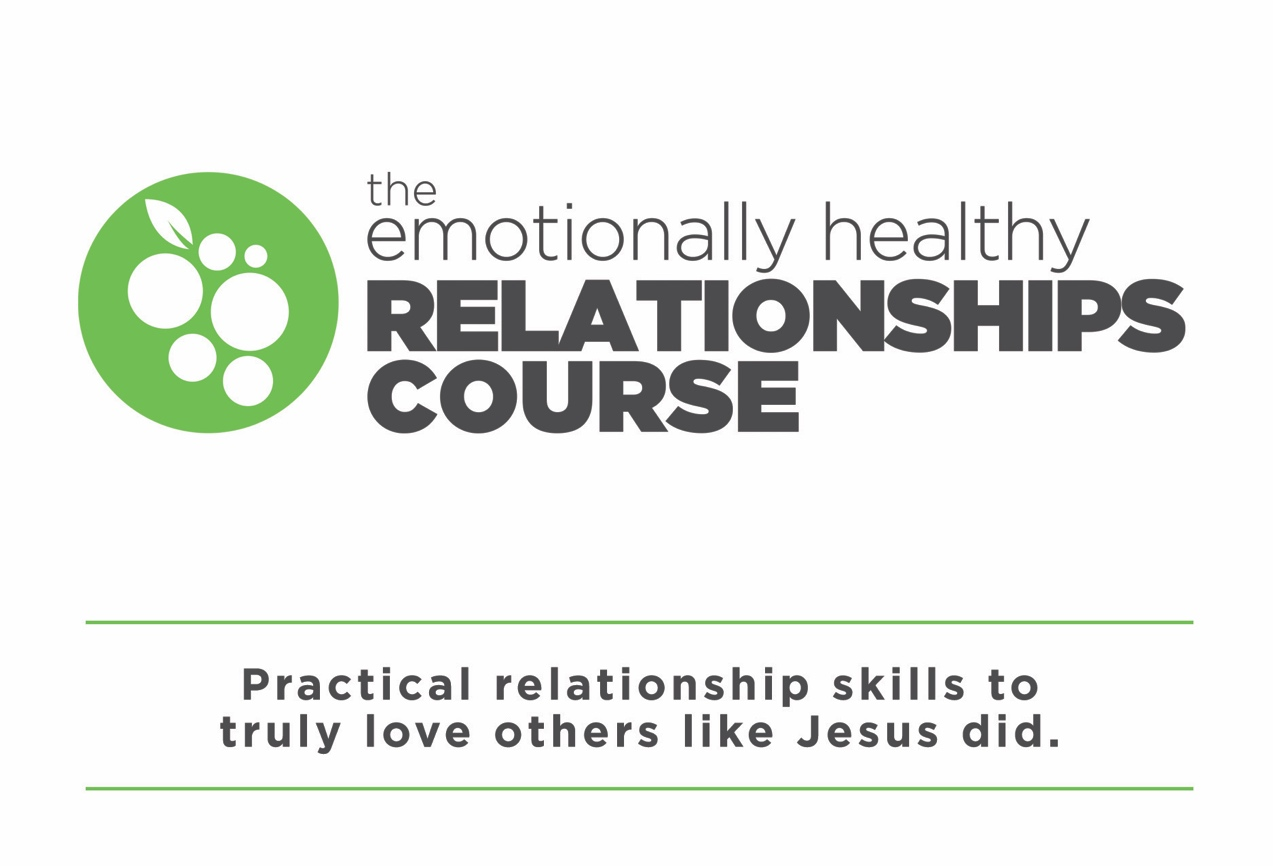 the
emotionally healthy
RELATIONSHIPS
COURSE
Practical relationship skills to
truly love others like Jesus did.